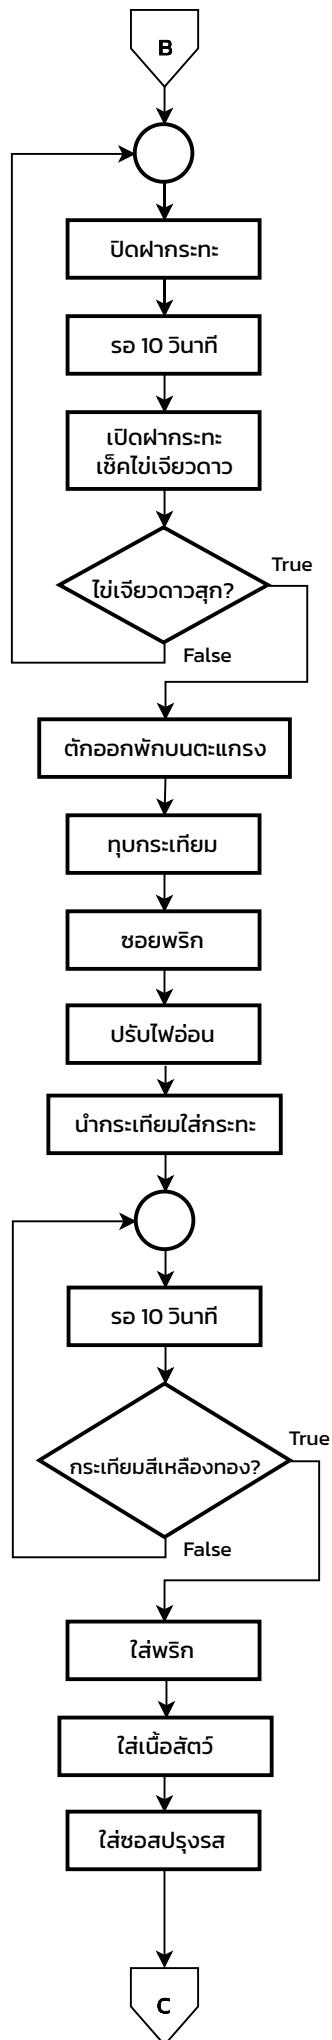 B
ปิดฝากระทะ
รอ 10 วินาที
เปิดฝากระทะ
เช็คไข่เจียวดาว
ไข่เจียวดาวสุก?
True
False
ตักออกพักบนตะแกรง
ทุบกระเทียม
ซอยพริก
ปรับไฟอ่อน
นำกระเทียมใส่กระทะ
รอ 10 วินาที
กระเทียมสีเหลืองทอง?
True
False
ใส่พริก
ใส่เนื้อสัตว์
ใส่ซอสปรุงรส
C